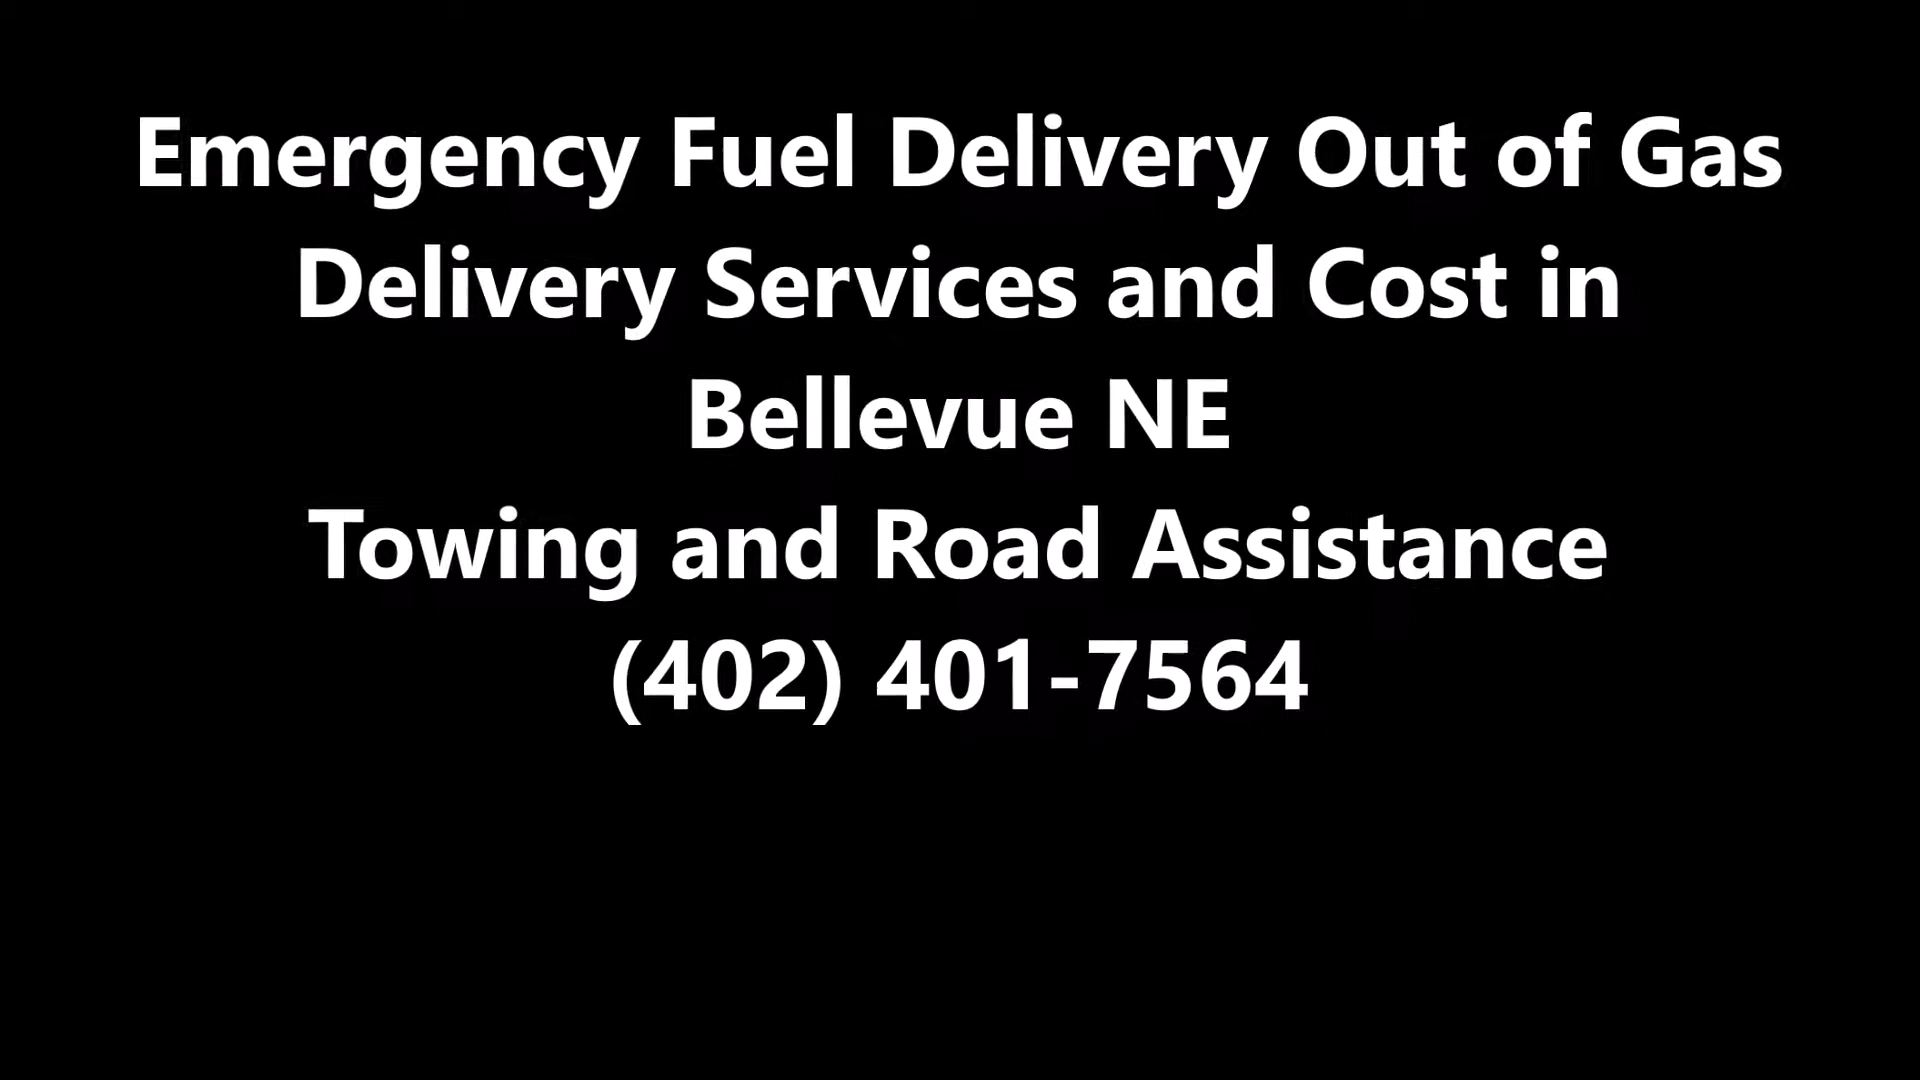 Emergency Fuel Delivery Out of Gas
Delivery Services and Cost in
Bellevue NE
Towing and Road Assistance
(402) 401-7564